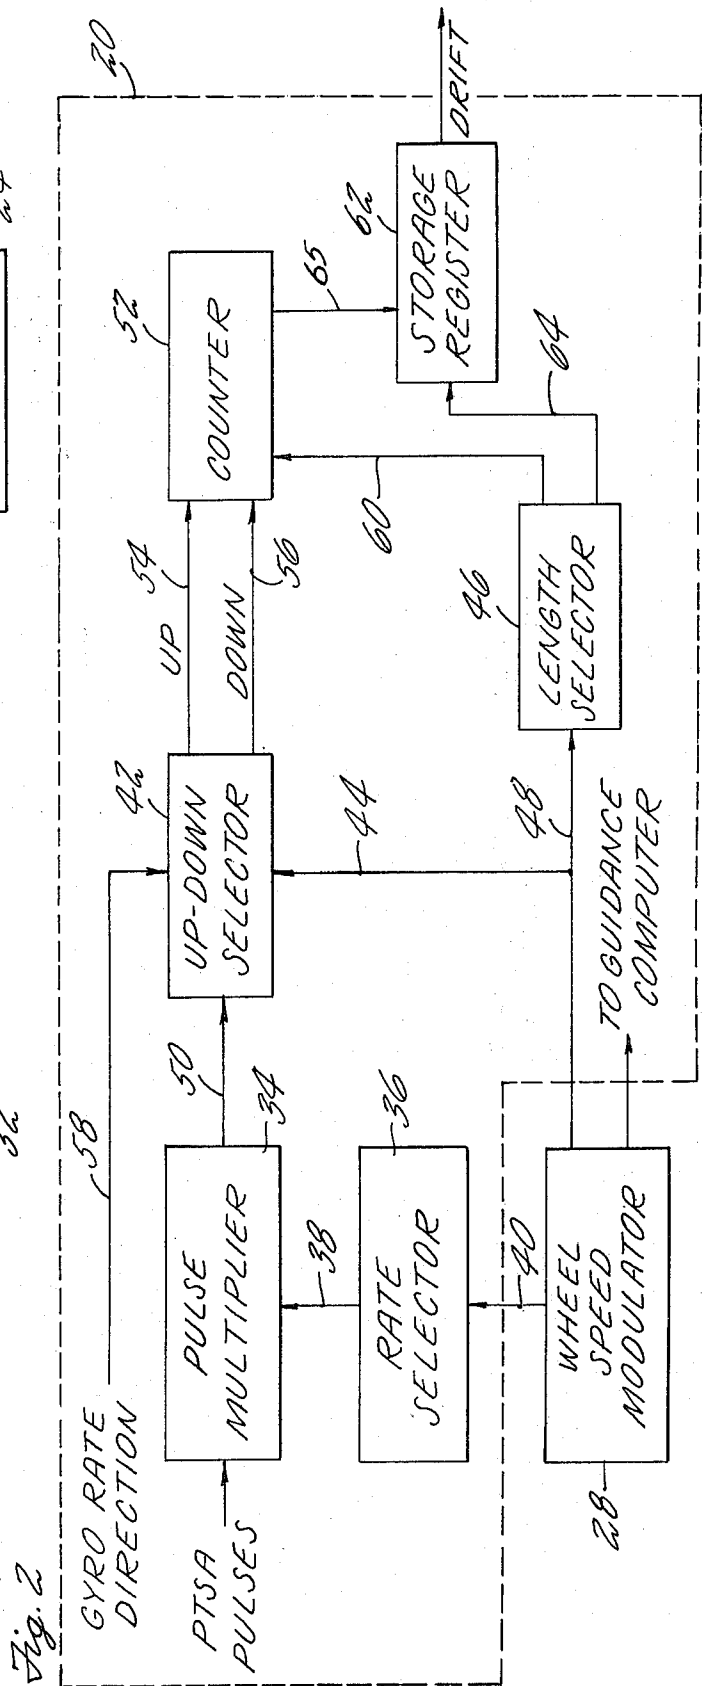 Fig. 2
20
GYRO RATE
DIRECTION
58
PTSA
PULSES
PULSE
MULTIPLIER
34
50
UP-DOWN
SELECTOR
42
UP
54
DOWN
56
COUNTER
52
65
STORAGE
REGISTER
62
DRIFT
38
RATE
SELECTOR
36
44
60
64
LENGTH
SELECTOR
46
48
40
WHEEL
SPEED
MODULATOR
28
TO GUIDANCE
COMPUTER